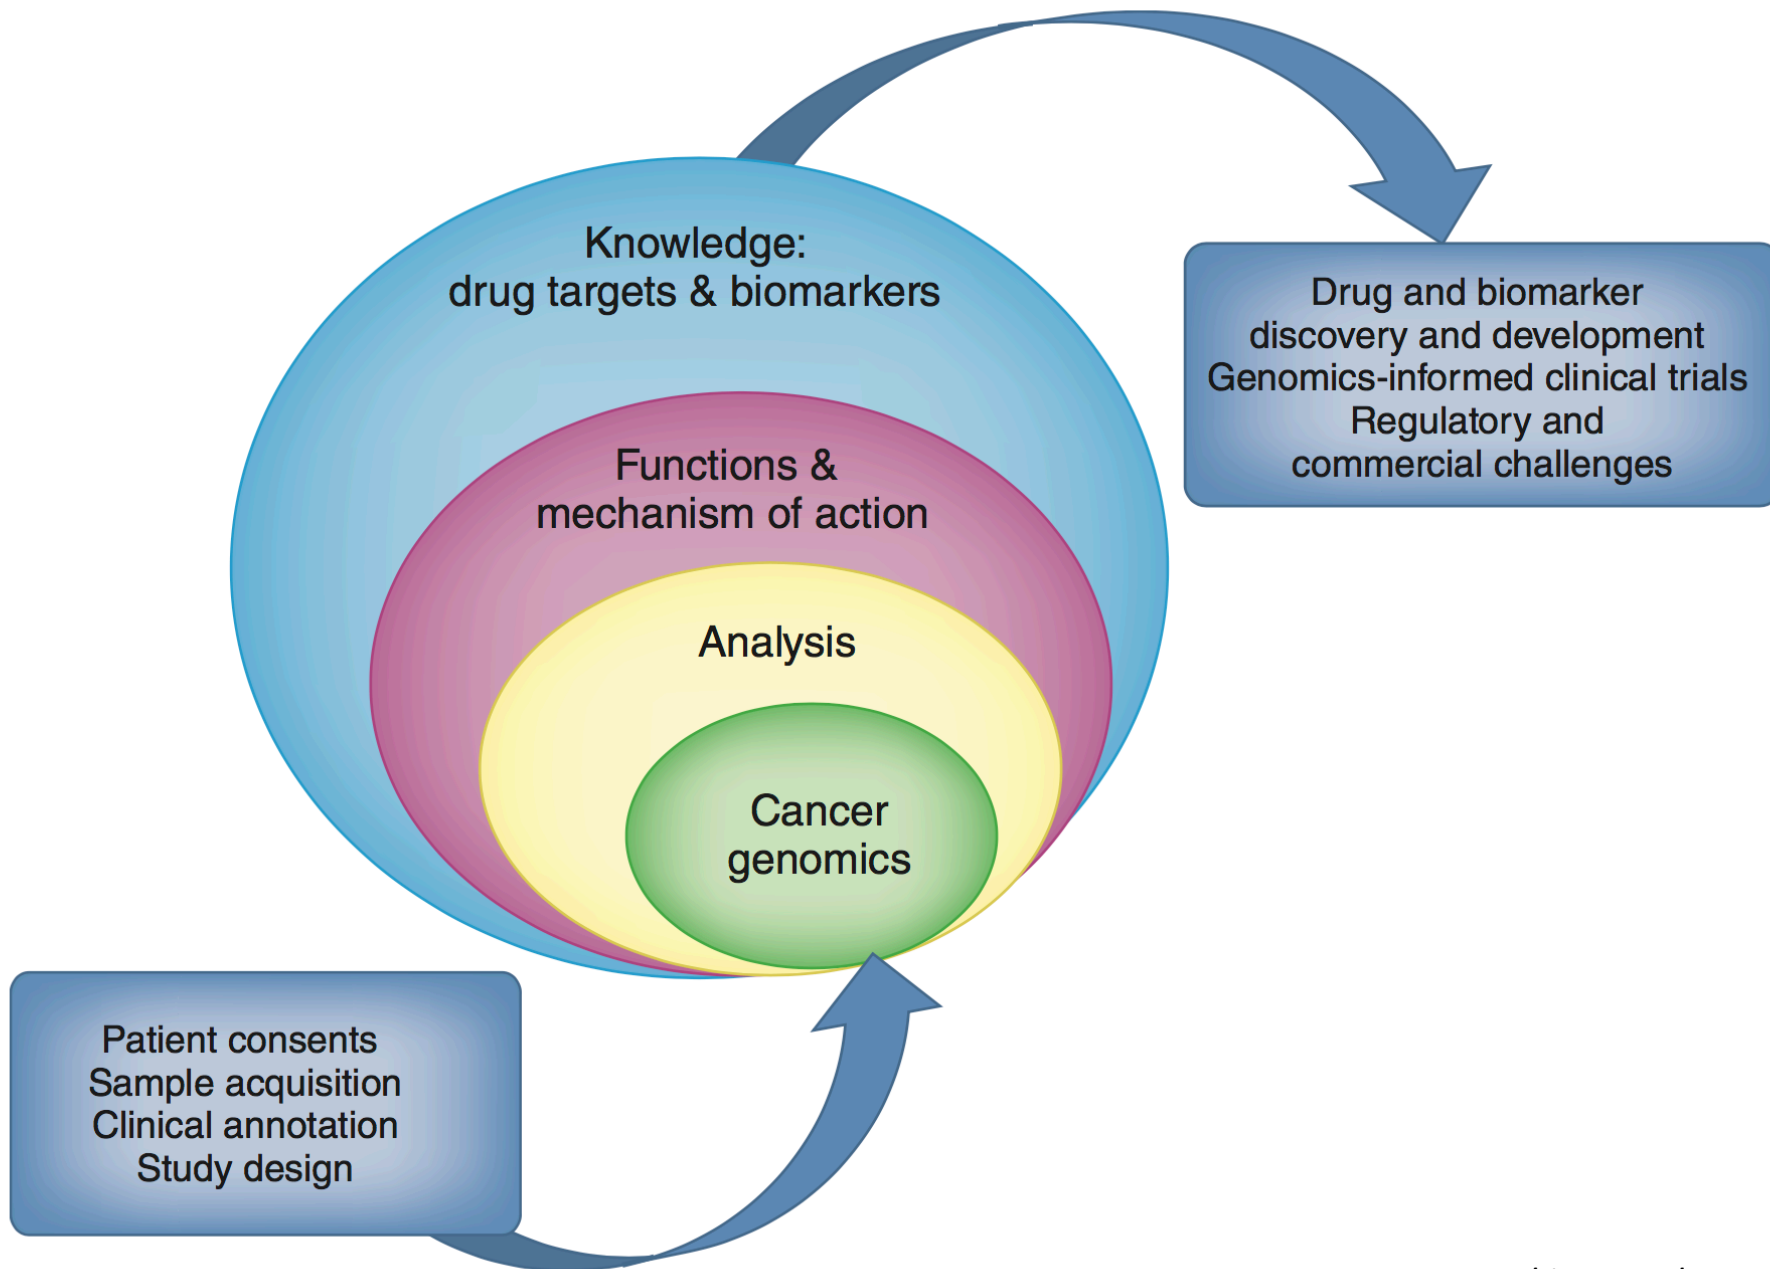 Knowledge:
drug targets & biomarkers
Functions &
mechanism of action
Analysis
Cancer
genomics
Drug and biomarker
discovery and development
Genomics-informed clinical trials
Regulatory and
commercial challenges
Patient consents
Sample acquisition
Clinical annotation
Study design